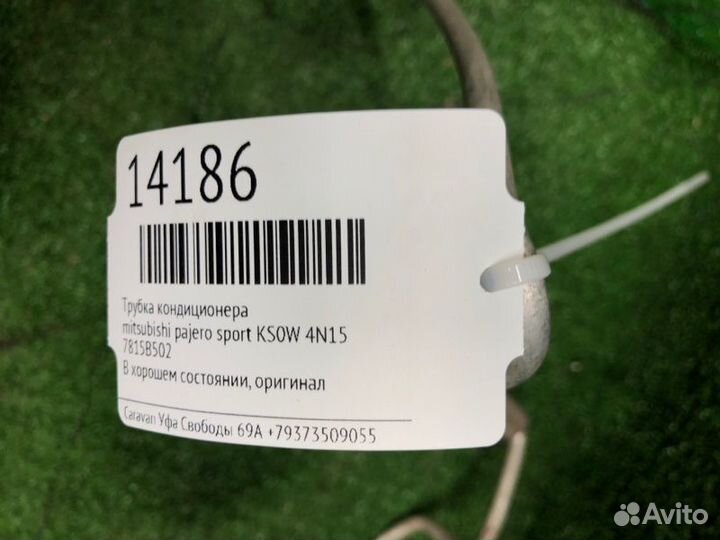 14186
Трубка кондиционера
mitsubishi pajero sport KS0W 4N15
7815B502
В хорошем состоянии, оригинал
Caravan Уфа Свободы 69А +79373509055
Avito